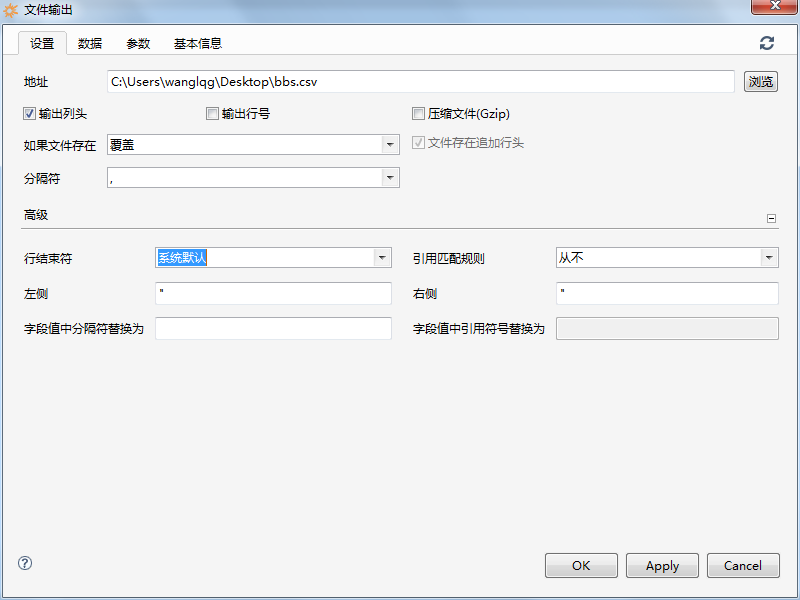 文件输出
设置 数据 参数 基本信息
地址 C:\Users\wanglqg\Desktop\bbs.csv 浏览
输出列头 输出行号 压缩文件(Gzip)
如果文件存在 覆盖 文件存在追加行头
分隔符 ,
高级
行结束符 系统默认 引用匹配规则 从不
左侧 " 右侧 "
字段值中分隔符替换为 字段值中引用符号替换为
OK Apply Cancel